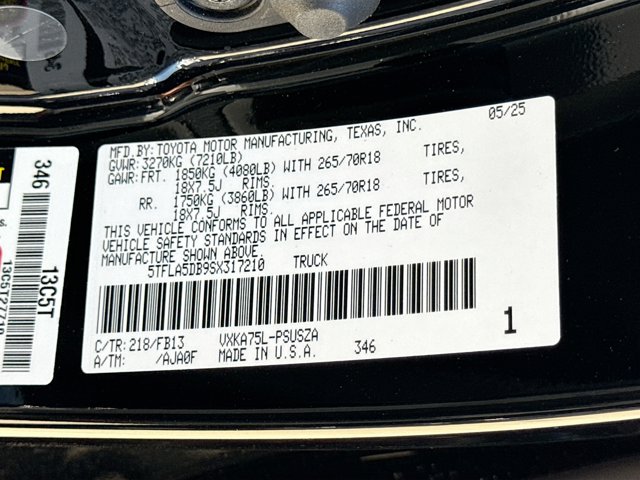 05/25
MFD.BY:TOYOTA MOTOR MANUFACTURING, TEXAS, INC.
GVWR: 3270KG (7210LB)
GAWR:FRT. 1850KG (4080LB) WITH 265/70R18 TIRES,
18X7.5J RIMS.
RR. 1750KG (3860LB) WITH 265/70R18 TIRES,
18X7.5J RIMS.
THIS VEHICLE CONFORMS TO ALL APPLICABLE FEDERAL MOTOR
VEHICLE SAFETY STANDARDS IN EFFECT ON THE DATE OF
MANUFACTURE SHOWN ABOVE.
5TFLA5DB9SX317210 TRUCK
C/TR:218/FB13 VXKA75L-PSUSZA
A/TM: /AJA0F MADE IN U.S.A. 346
1
346 13C5T